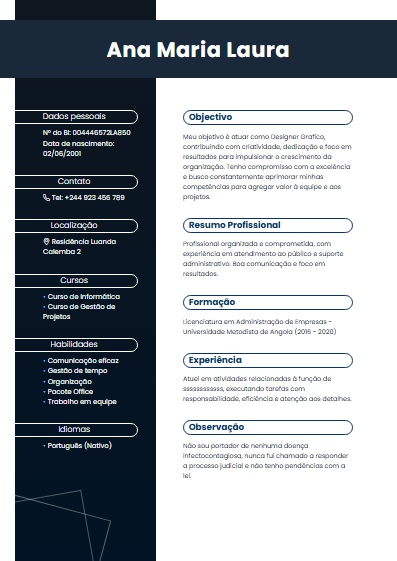 Ana Maria Laura
Dados pessoais
Nº do BI: 004446572LA850
Data de nascimento:
02/06/2001
Contato
Tel: +244 923 456 789
Localização
Residência Luanda
Calemba 2
Cursos
• Curso de Informática
• Curso de Gestão de
Projetos
Habilidades
• Comunicação eficaz
• Gestão de tempo
• Organização
• Pacote Office
• Trabalho em equipe
Idiomas
• Português (Nativo)
Objectivo
Meu objetivo é atuar como Designer Grafico,
contribuindo com criatividade, dedicação e foco em
resultados para impulsionar o crescimento da
organização. Tenho compromisso com a excelência
e busco constantemente aprimorar minhas
competências para agregar valor à equipe e aos
projetos.
Resumo Profissional
Profissional organizada e comprometida, com
experiência em atendimento ao público e suporte
administrativo. Boa comunicação e foco em
resultados.
Formação
Licenciatura em Administração de Empresas -
Universidade Metodista de Angola (2016 - 2020)
Experiência
Atuei em atividades relacionadas à função de
ssssssssssss, executando tarefas com
responsabilidade, eficiência e atenção aos detalhes.
Observação
Não sou portador de nenhuma doença
infectocontagiosa, nunca fui chamado a responder
a processo judicial e não tenho pendências com a
lei.